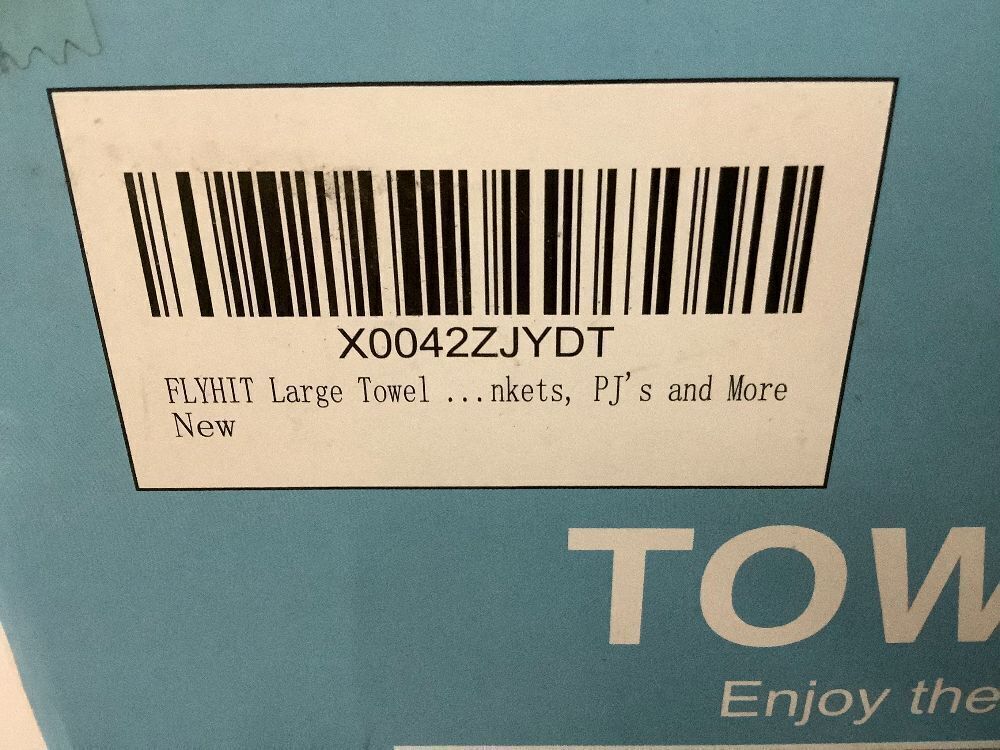 X0042ZJYDT
FLYHIT Large Towel ...nkets, PJ's and More
New
TOW
Enjoy the